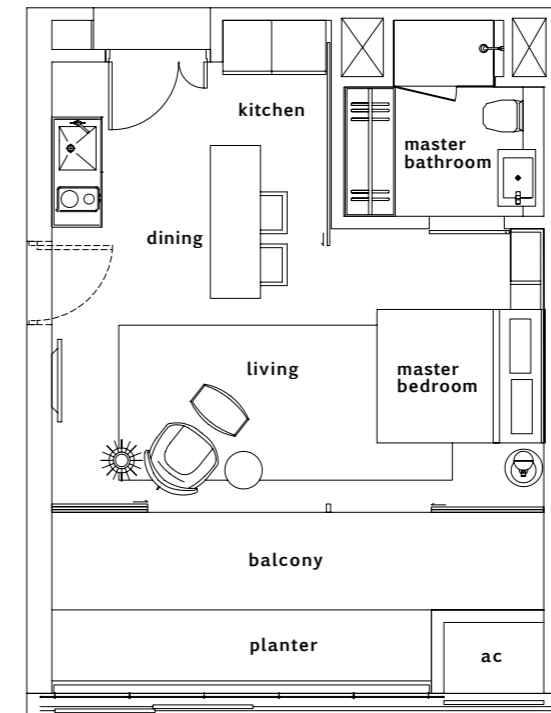 kitchen
master
bathroom
dining
living
master
bedroom
balcony
planter
ac